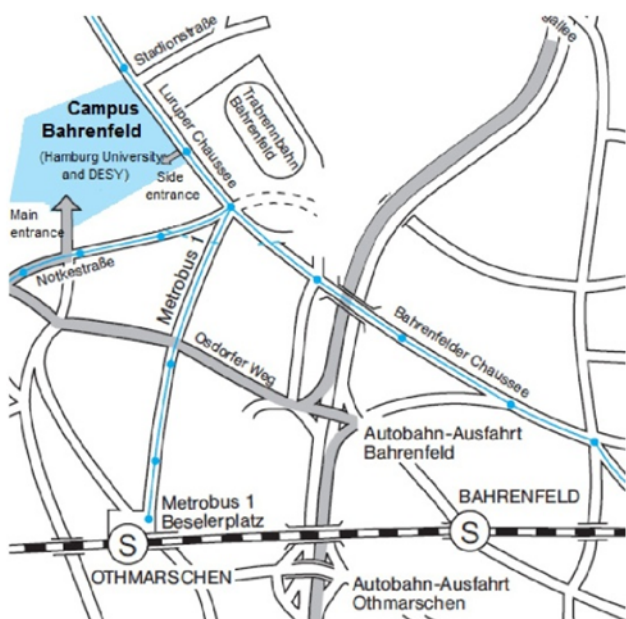 Stadionstraße
Campus
Bahrenfeld
(Hamburg University
and DESY)
Luruper Chaussee
Trabrennbahn
Bahrenfeld
Side
entrance
Main
entrance
Notkestraße
Metrobus 1
Osdorfer Weg
Bahrenfelder Chaussee
Autobahn-Ausfahrt
Bahrenfeld
Metrobus 1
Beselerplatz
BAHRENFELD
S
S
OTHMARSCHEN
Autobahn-Ausfahrt
Othmarschen